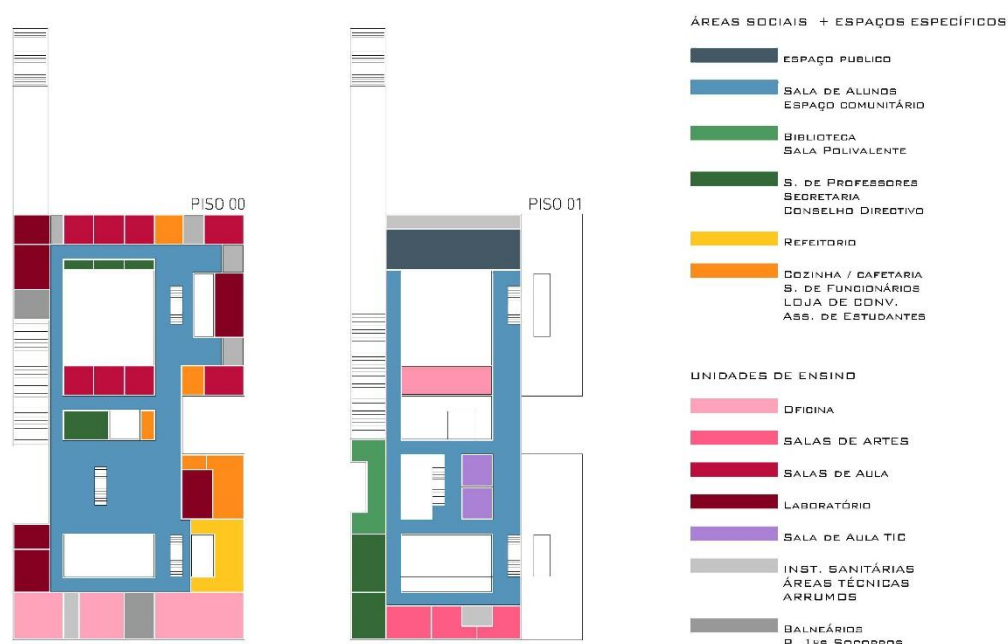 PISO 00
PISO 01
ÁREAS SOCIAIS + ESPAÇOS ESPECÍFICOS
ESPAÇO PUBLICO
SALA DE ALUNOS
ESPAÇO COMUNITÁRIO
BIBLIOTECA
SALA POLIVALENTE
S. DE PROFESSORES
SECRETARIA
CONSELHO DIRECTIVO
REFEITORIO
COZINHA / CAFETARIA
S. DE FUNCIONÁRIOS
LOJA DE CONV.
ASS. DE ESTUDANTES
UNIDADES DE ENSINO
OFICINA
SALAS DE ARTES
SALAS DE AULA
LABORATÓRIO
SALA DE AULA TIC
INST. SANITÁRIAS
ÁREAS TÉCNICAS
ARRUMOS
BALNEÁRIOS
P. 1ºS SOCORROS